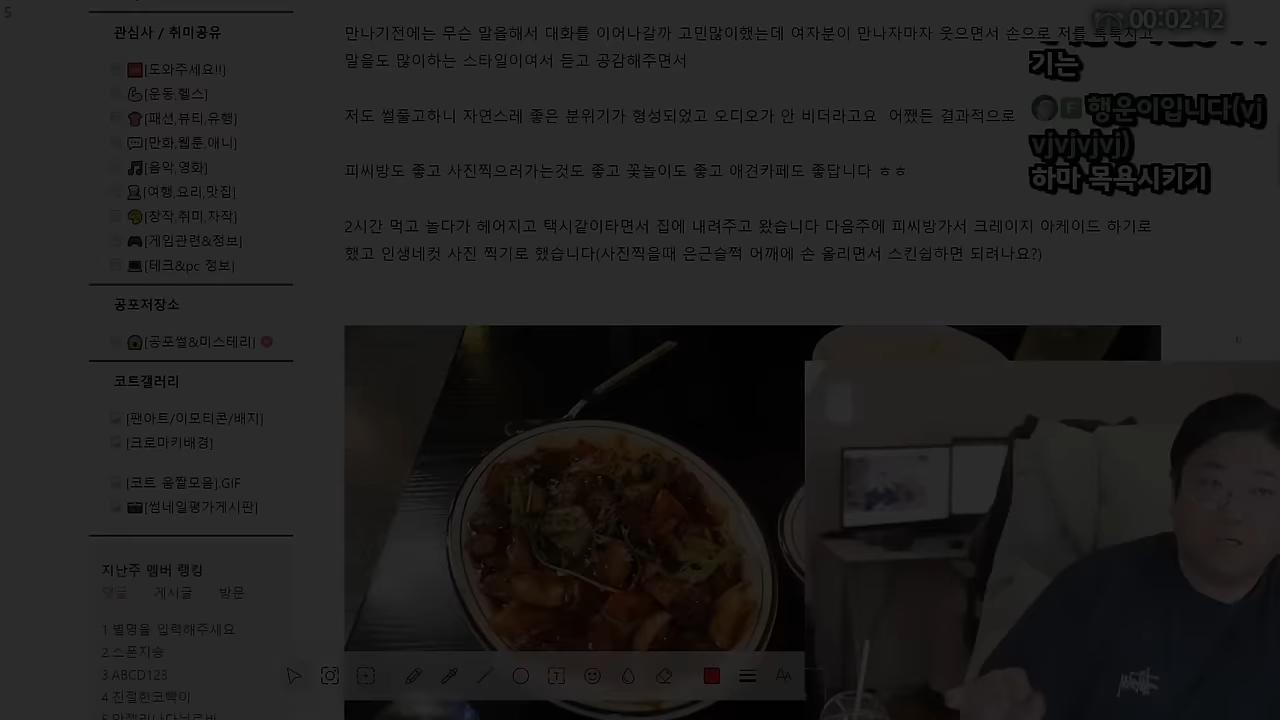 5
관심사 / 취미공유
[도와주세요!!]
[운동,헬스]
[패션,뷰티,유행]
[만화,웹툰,애니]
[음악,영화]
[여행,요리,맛집]
[창작,취미,자작]
[게임관련&정보]
[테크&pc 정보]
공포저장소
[공포썰&미스테리]
코트갤러리
[팬아트/이모티콘/배지]
[크로마키배경]
[코트 움짤모음].GIF
[썸네일평가게시판]
지난주 멤버 랭킹
댓글 게시글 방문
1 별명을 입력해주세요
2 스폰지송
3 ABCD123
4 친절한코빡이
만나기전에는 무슨 말을해서 대화를 이어나갈까 고민많이했는데 여자분이 만나자마자 웃으면서 손으로 저를 툭툭치고
말을도 많이하는 스타일이여서 듣고 공감해주면서
저도 썰풀고하니 자연스레 좋은 분위기가 형성되었고 오디오가 안 비더라고요 어쨌든 결과적으로
피씨방도 좋고 사진찍으러가는것도 좋고 꽃놀이도 좋고 애견카페도 좋답니다 ㅎㅎ
2시간 먹고 놀다가 헤어지고 택시같이타면서 집에 내려주고 왔습니다 다음주에 피씨방가서 크레이지 아케이드 하기로
했고 인생네컷 사진 찍기로 했습니다(사진찍을때 은근슬쩍 어깨에 손 올리면서 스킨쉽하면 되려나요?)
00:02:12
기는
F 행운이입니다(vj
vjvjvjvj)
하마 목욕시키기
T
AA